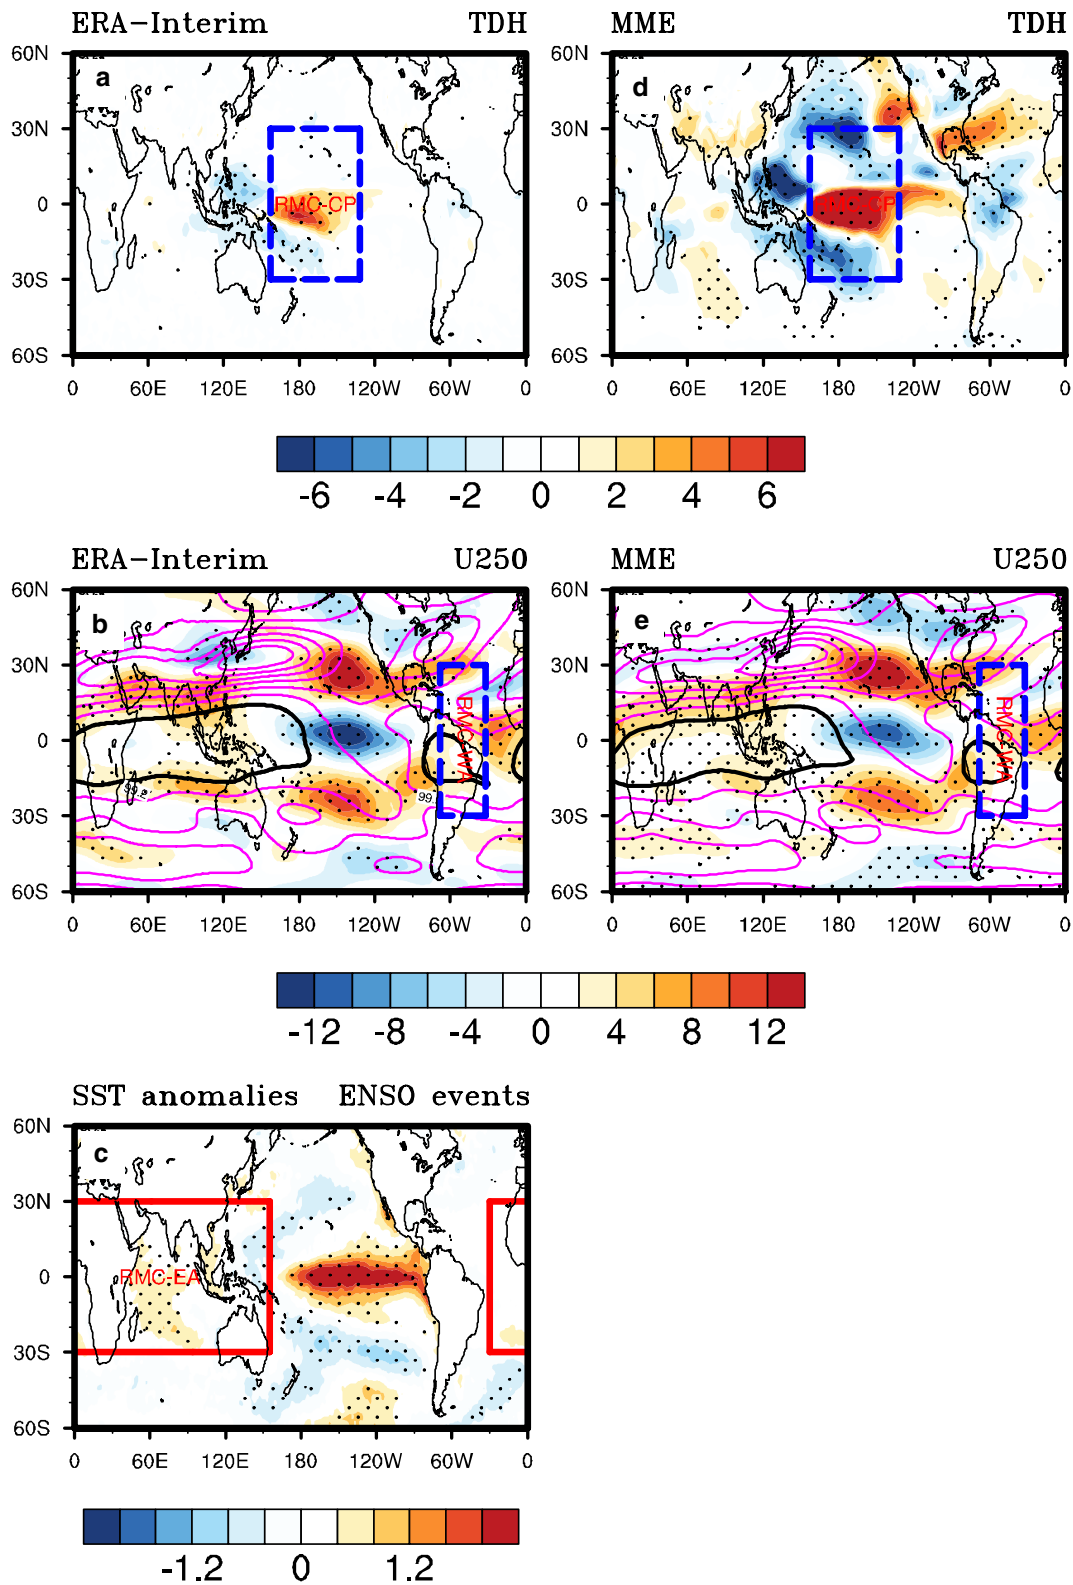 ERA-Interim TDH
MME TDH
60N
30N
0
30S
60S
a
RMC-CP
0 60E 120E 180 120W 60W 0
60N
30N
0
30S
60S
d
P
0 60E 120E 180 120W 60W 0
-6 -4 -2 0 2 4 6
ERA-Interim U250
MME U250
60N
30N
0
30S
60S
b
RMC-WA
99.2
99.
0 60E 120E 180 120W 60W 0
60N
30N
0
30S
60S
e
RMC-WA
0 60E 120E 180 120W 60W 0
-12 -8 -4 0 4 8 12
SST anomalies ENSO events
60N
30N
0
30S
60S
c
RMC-EA
0 60E 120E 180 120W 60W 0
-1.2 0 1.2